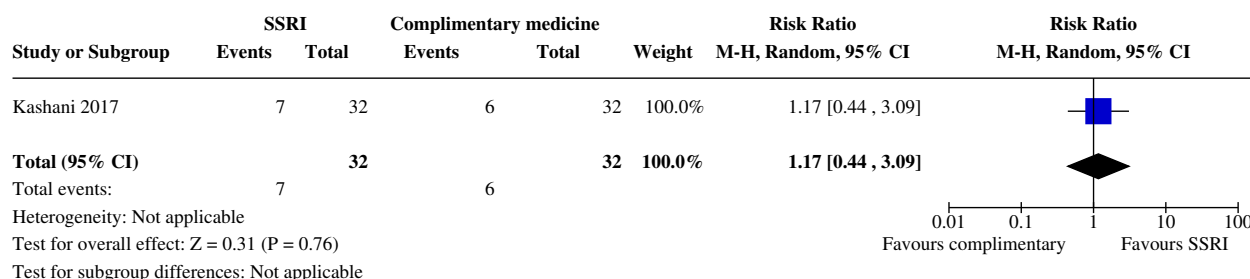 SSRI Complimentary medicine Risk Ratio Risk Ratio
Study or Subgroup Events Total Events Total Weight M-H, Random, 95% CI M-H, Random, 95% CI
Kashani 2017 7 32 6 32 100.0% 1.17 [0.44 , 3.09]
Total (95% CI) 32 32 100.0% 1.17 [0.44 , 3.09]
Total events: 7 6
Heterogeneity: Not applicable
0.01 0.1 1 10 100
Test for overall effect: Z = 0.31 (P = 0.76)
Favours complimentary Favours SSRI
Test for subgroup differences: Not applicable